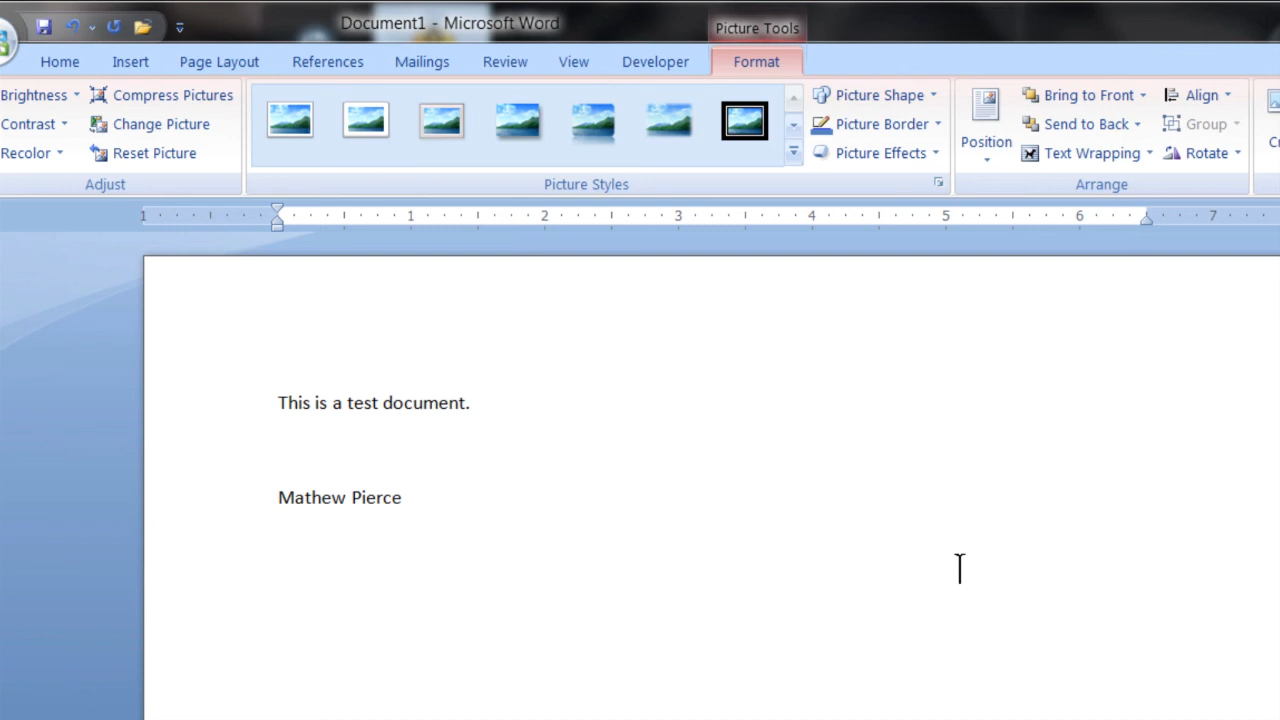 Document1 - Microsoft Word
Picture Tools
Home Insert Page Layout References Mailings Review View Developer Format
Brightness Compress Pictures Picture Shape Bring to Front Align
Contrast Change Picture Picture Border Position Send to Back Group
Recolor Reset Picture Picture Effects Text Wrapping Rotate
Adjust Picture Styles Arrange
1 1 2 3 4 5 6 7
This is a test document.
Mathew Pierce